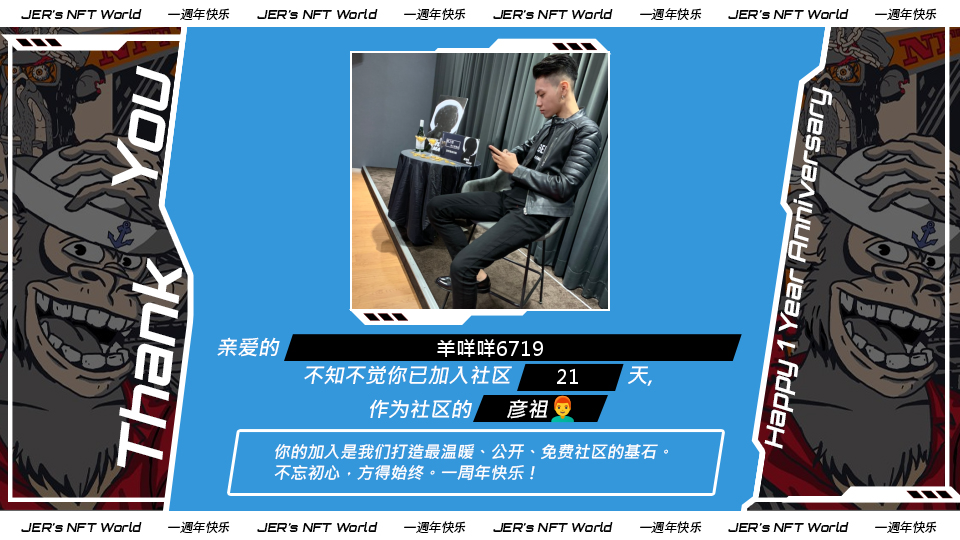 JER's NFT World 一週年快乐 JER's NFT World 一週年快乐 JER's NFT World 一週年快乐 JER's NFT World 一週年快乐
Thank You
Happy 1 Year Anniversary
亲爱的 羊咩咩6719
不知不觉你已加入社区 21 天,
作为社区的 彦祖👨‍🦰
你的加入是我们打造最温暖、公开、免费社区的基石。
不忘初心，方得始终。一周年快乐！
JER's NFT World 一週年快乐 JER's NFT World 一週年快乐 JER's NFT World 一週年快乐 JER's NFT World 一週年快乐